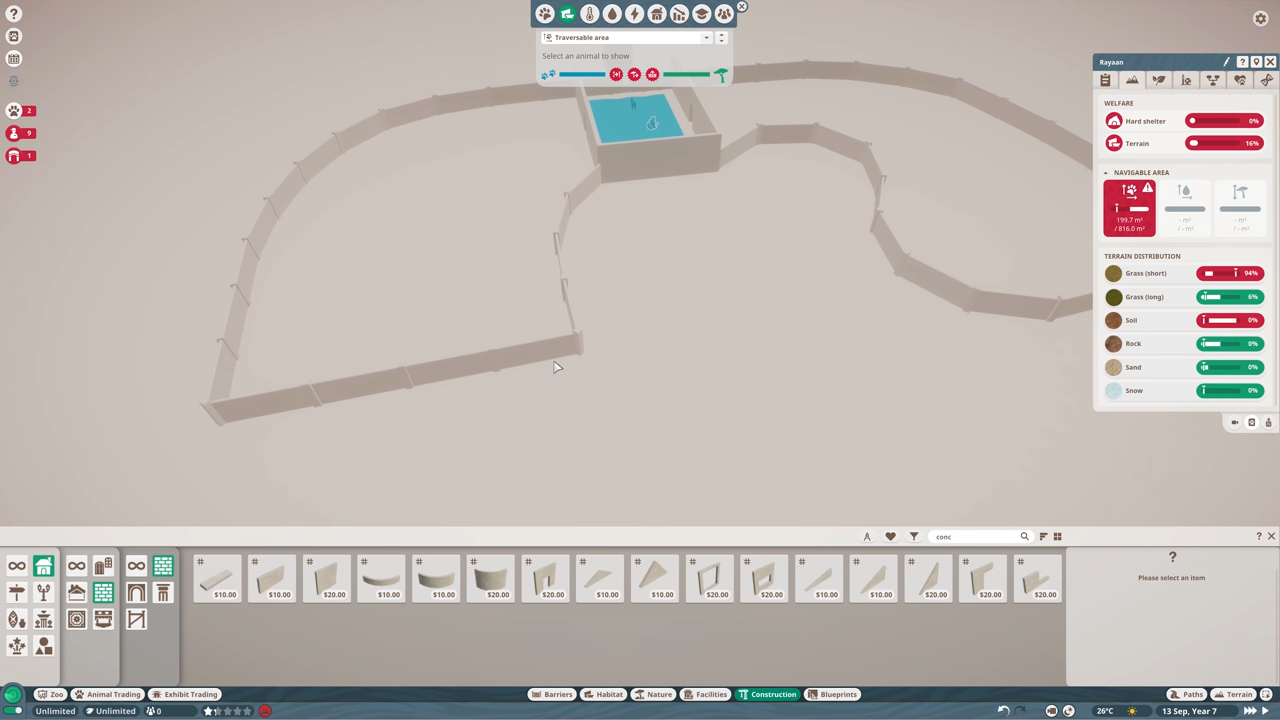 Traversable area
Select an animal to show
2
9
1
Rayaan
?
WELFARE
Hard shelter 0%
Terrain 16%
NAVIGABLE AREA
199.7 m² / 816.0 m²
- m² / - m²
- m² / - m²
TERRAIN DISTRIBUTION
Grass (short) 94%
Grass (long) 6%
Soil 0%
Rock 0%
Sand 0%
Snow 0%
conc
?
Please select an item
$10.00 $10.00 $20.00 $10.00 $10.00 $20.00 $20.00 $10.00 $10.00 $20.00 $20.00 $10.00 $10.00 $20.00 $20.00 $20.00
Zoo Animal Trading Exhibit Trading Barriers Habitat Nature Facilities Construction Blueprints Paths Terrain
Unlimited Unlimited 0 26°C 13 Sep, Year 7